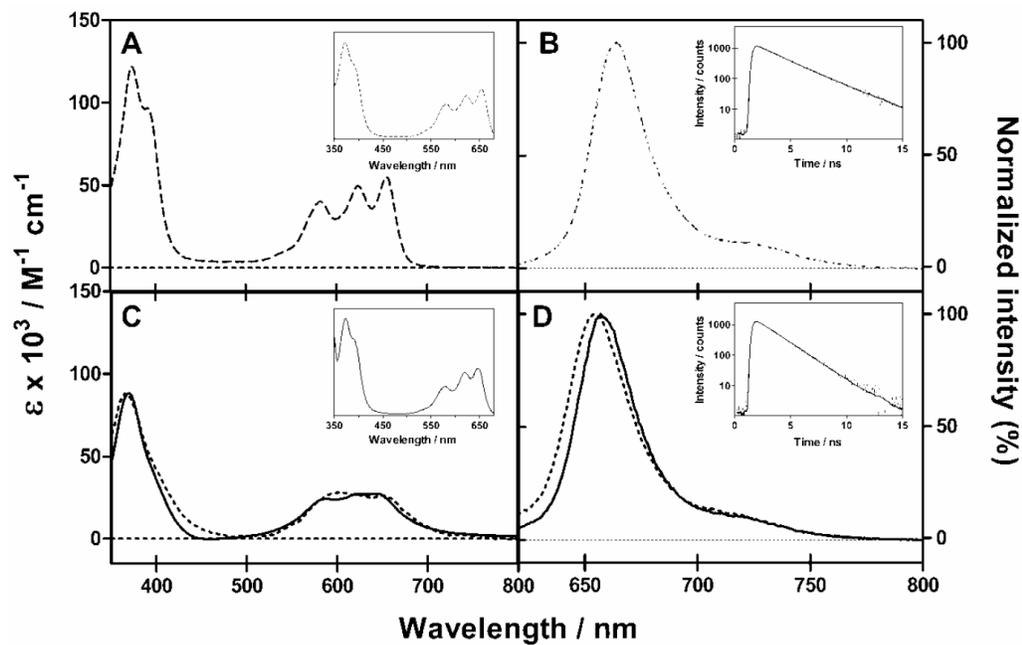 A
150
100
50
0
350 450 550 650
Wavelength / nm
B
100
50
0
Intensity / counts
1000
100
10
0 5 10 15
Time / ns
ε x 10³ / M⁻¹ cm⁻¹
Normalized intensity (%)
C
150
100
50
0
350 450 550 650
Wavelength / nm
400 500 600 700 800
D
100
50
0
Intensity / counts
1000
100
10
0 5 10 15
Time / ns
650 700 750 800
Wavelength / nm